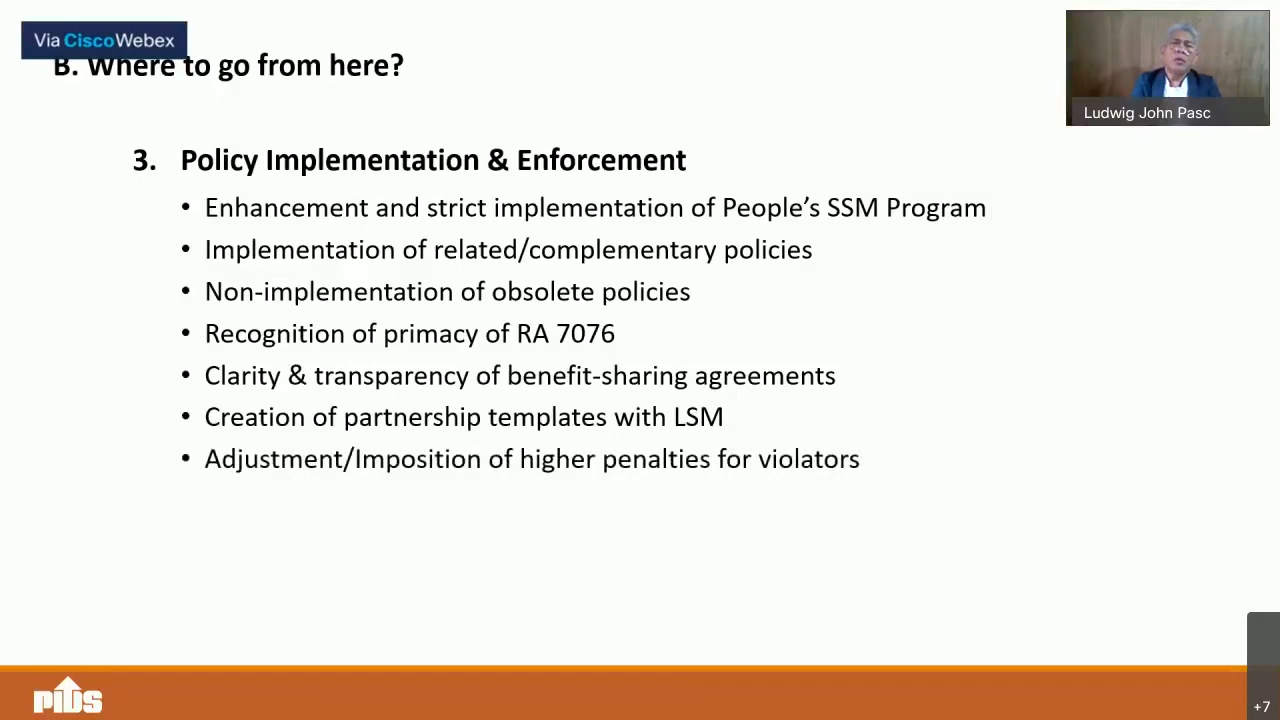 Via CiscoWebex
B. Where to go from here?
Ludwig John Pasc
3. Policy Implementation & Enforcement
• Enhancement and strict implementation of People’s SSM Program
• Implementation of related/complementary policies
• Non-implementation of obsolete policies
• Recognition of primacy of RA 7076
• Clarity & transparency of benefit-sharing agreements
• Creation of partnership templates with LSM
• Adjustment/Imposition of higher penalties for violators
PIDS
+7